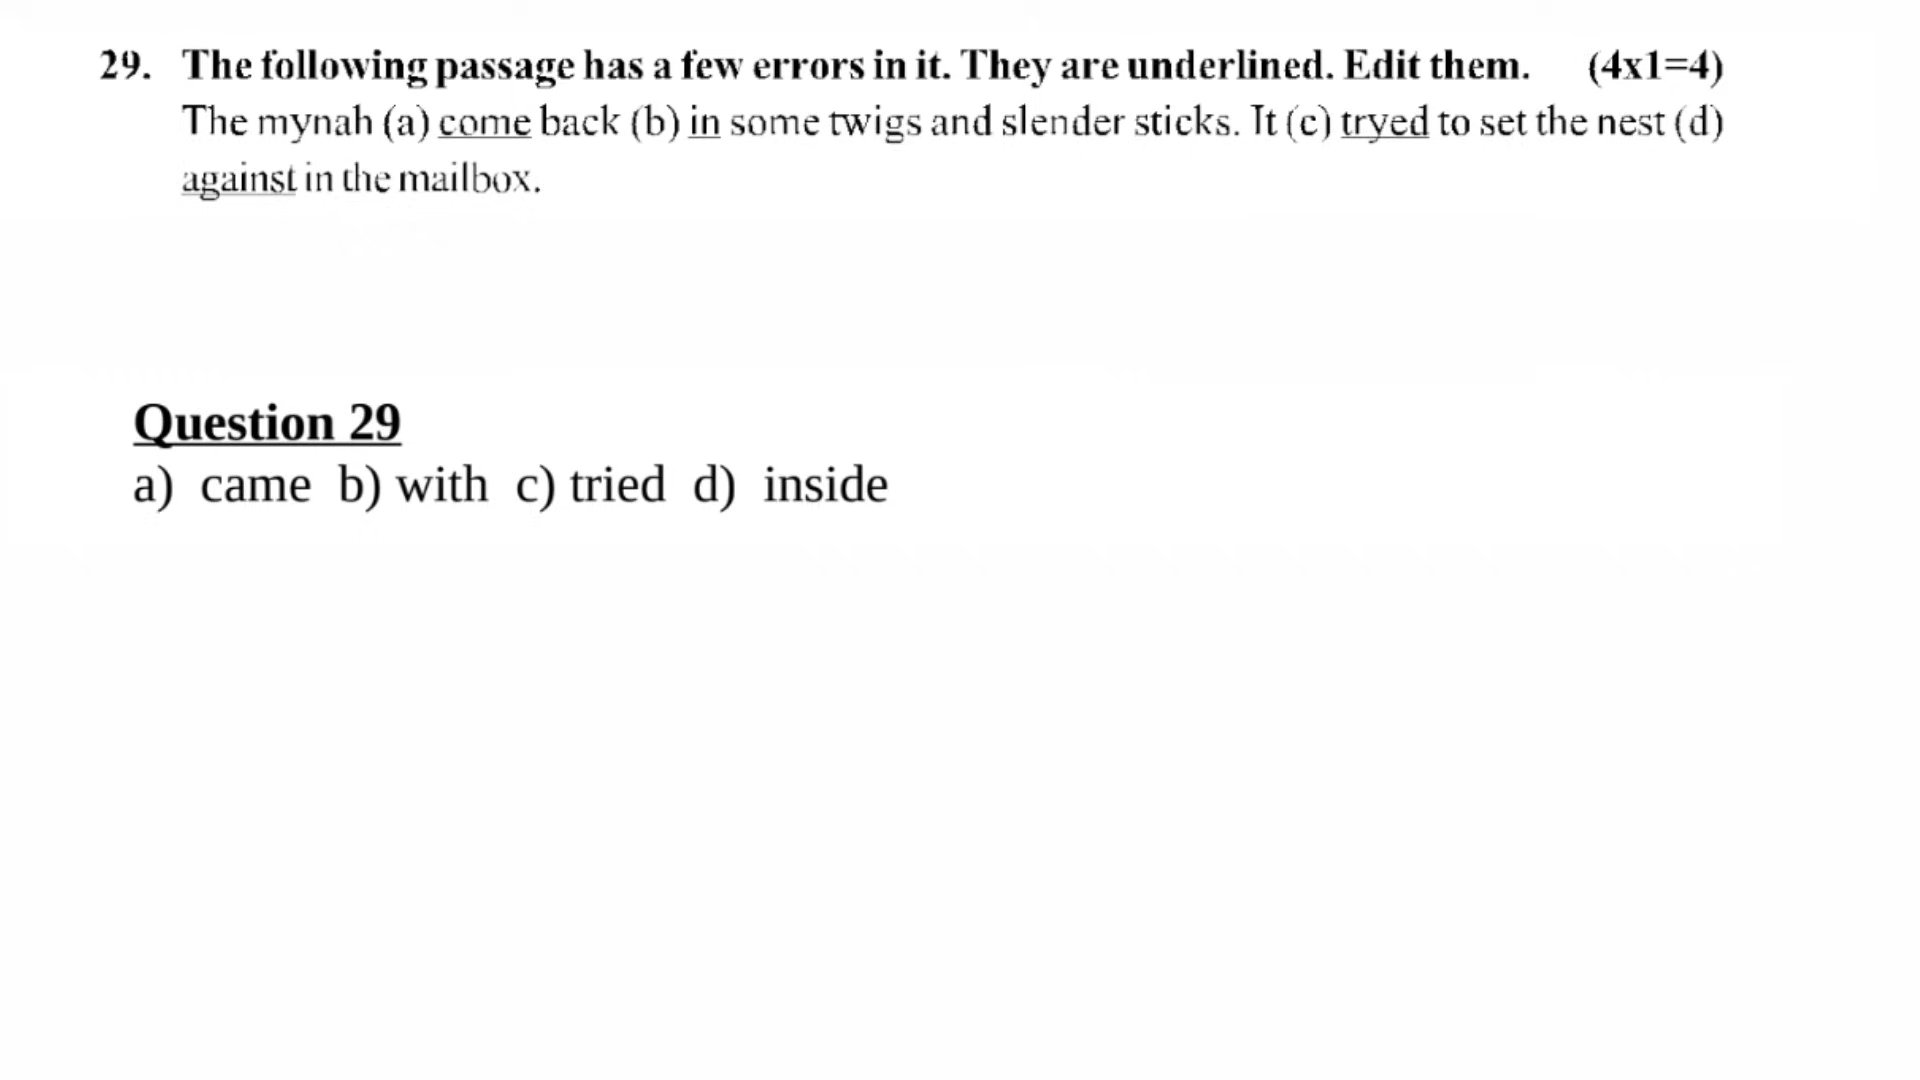 29. The following passage has a few errors in it. They are underlined. Edit them. (4x1=4)
The mynah (a) come back (b) in some twigs and slender sticks. It (c) tryed to set the nest (d)
against in the mailbox.
Question 29
a) came b) with c) tried d) inside